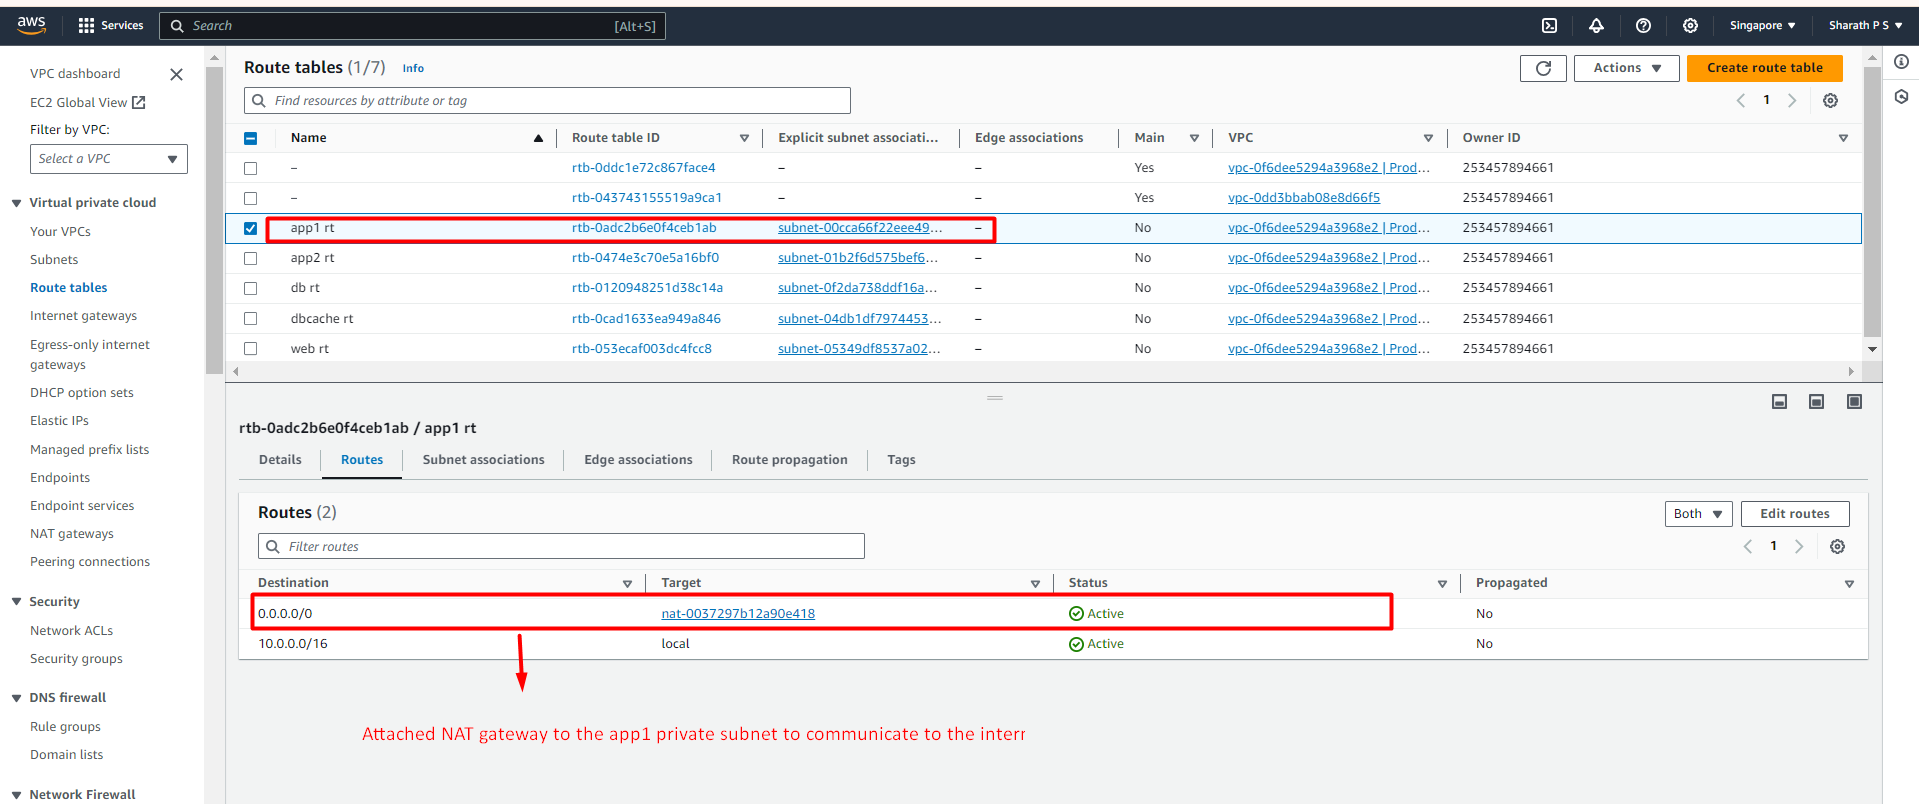 aws
Services
Search
[Alt+S]
Singapore
Sharath P S
VPC dashboard
EC2 Global View
Filter by VPC:
Select a VPC
Virtual private cloud
Your VPCs
Subnets
Route tables
Internet gateways
Egress-only internet
gateways
DHCP option sets
Elastic IPs
Managed prefix lists
Endpoints
Endpoint services
NAT gateways
Peering connections
Security
Network ACLs
Security groups
DNS firewall
Rule groups
Domain lists
Network Firewall
Route tables (1/7) Info
Actions
Create route table
Find resources by attribute or tag
1
Name Route table ID Explicit subnet associati... Edge associations Main VPC Owner ID
– rtb-0ddc1e72c867face4 – – Yes vpc-0f6dee5294a3968e2 | Prod... 253457894661
– rtb-043743155519a9ca1 – – Yes vpc-0dd3bbab08e8d66f5 253457894661
app1 rt rtb-0adc2b6e0f4ceb1ab subnet-00cca66f22eee49... – No vpc-0f6dee5294a3968e2 | Prod... 253457894661
app2 rt rtb-0474e3c70e5a16bf0 subnet-01b2f6d575bef6... – No vpc-0f6dee5294a3968e2 | Prod... 253457894661
db rt rtb-0120948251d38c14a subnet-0f2da738ddf16a... – No vpc-0f6dee5294a3968e2 | Prod... 253457894661
dbcache rt rtb-0cad1633ea949a846 subnet-04db1df7974453... – No vpc-0f6dee5294a3968e2 | Prod... 253457894661
web rt rtb-053ecaf003dc4fcc8 subnet-05349df8537a02... – No vpc-0f6dee5294a3968e2 | Prod... 253457894661
rtb-0adc2b6e0f4ceb1ab / app1 rt
Details Routes Subnet associations Edge associations Route propagation Tags
Routes (2)
Both
Edit routes
Filter routes
1
Destination Target Status Propagated
0.0.0.0/0 nat-0037297b12a90e418 Active No
10.0.0.0/16 local Active No
Attached NAT gateway to the app1 private subnet to communicate to the interr